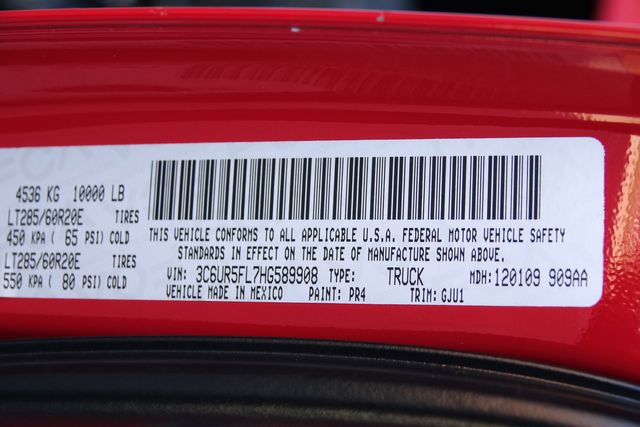 4536 KG 10000 LB
LT285/60R20E TIRES
450 KPA ( 65 PSI) COLD
LT285/60R20E TIRES
550 KPA ( 80 PSI) COLD
THIS VEHICLE CONFORMS TO ALL APPLICABLE U.S.A. FEDERAL MOTOR VEHICLE SAFETY
STANDARDS IN EFFECT ON THE DATE OF MANUFACTURE SHOWN ABOVE.
VIN: 3C6UR5FL7HG589908 TYPE: TRUCK MDH:120109 909AA
VEHICLE MADE IN MEXICO PAINT: PR4 TRIM: GJU1